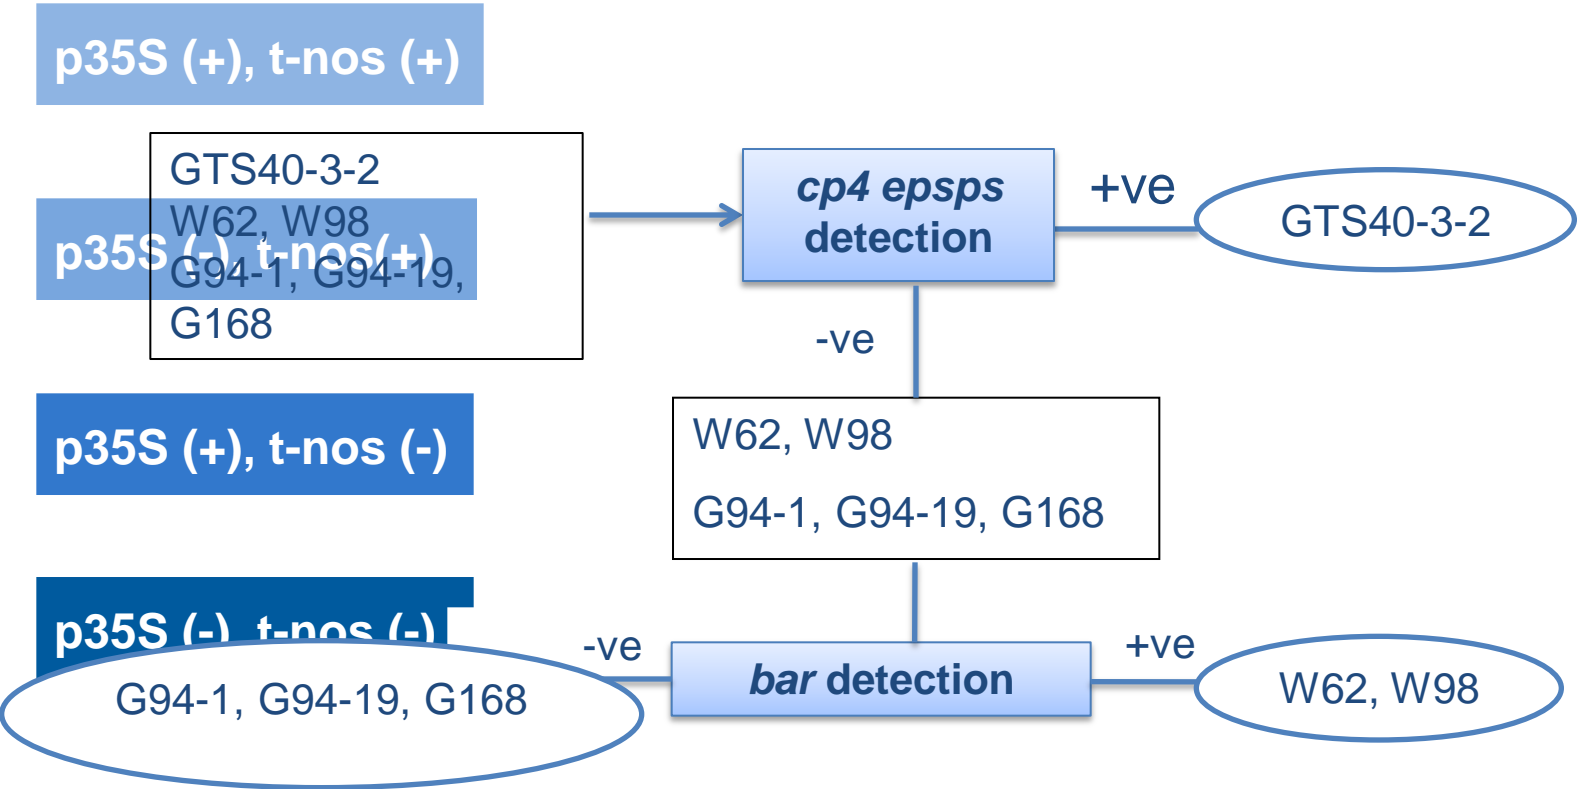 p35S (+), t-nos (+)
GTS40-3-2
W62, W98
G94-1, G94-19,
G168
p35S (-), t-nos(+)
p35S (+), t-nos (-)
p35S (-), t-nos (-)
cp4 epsps
detection
+ve
GTS40-3-2
-ve
W62, W98
G94-1, G94-19, G168
bar detection
-ve
G94-1, G94-19, G168
+ve
W62, W98